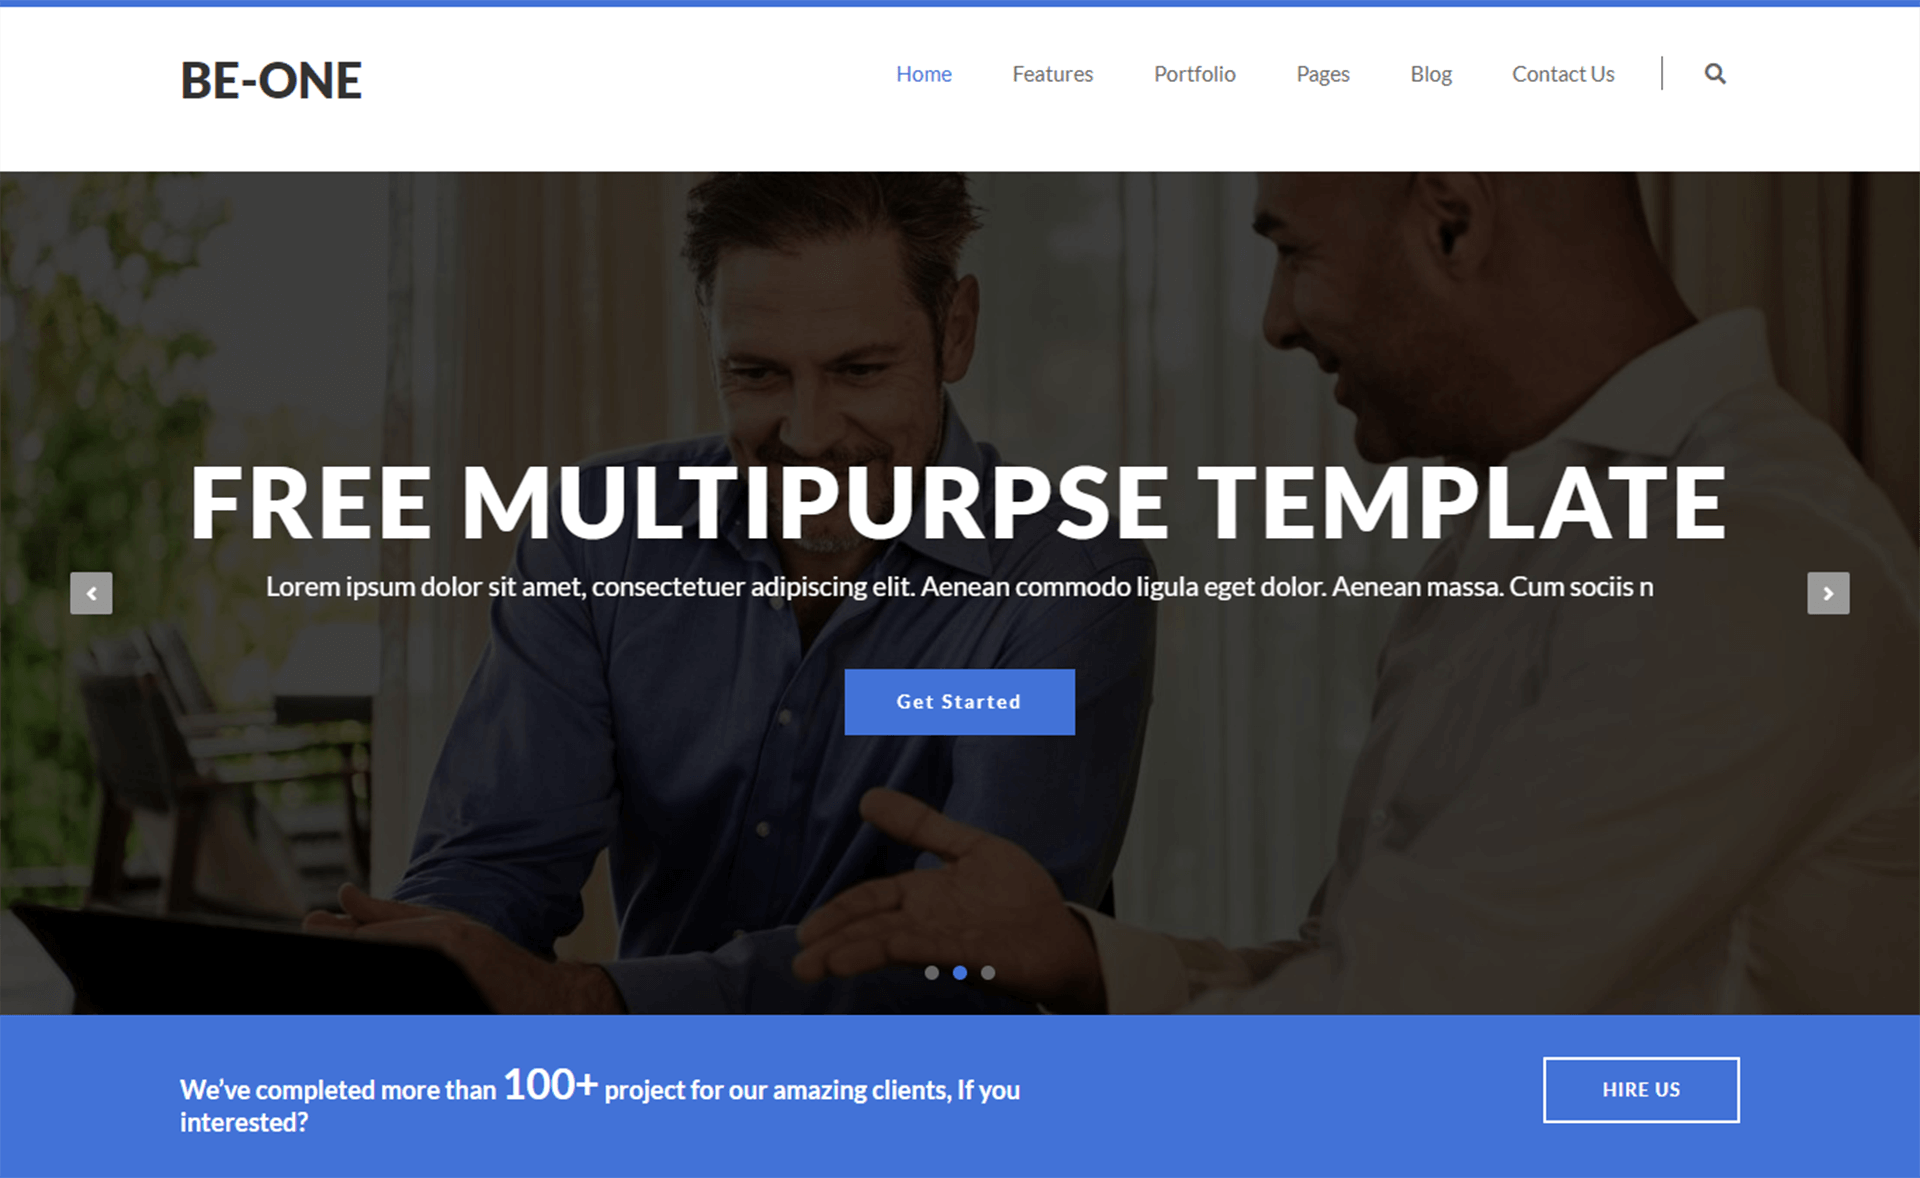 BE-ONE
Home Features Portfolio Pages Blog Contact Us
FREE MULTIPURPSE TEMPLATE
Lorem ipsum dolor sit amet, consectetuer adipiscing elit. Aenean commodo ligula eget dolor. Aenean massa. Cum sociis n
Get Started
We've completed more than 100+ project for our amazing clients, If you
interested?
HIRE US